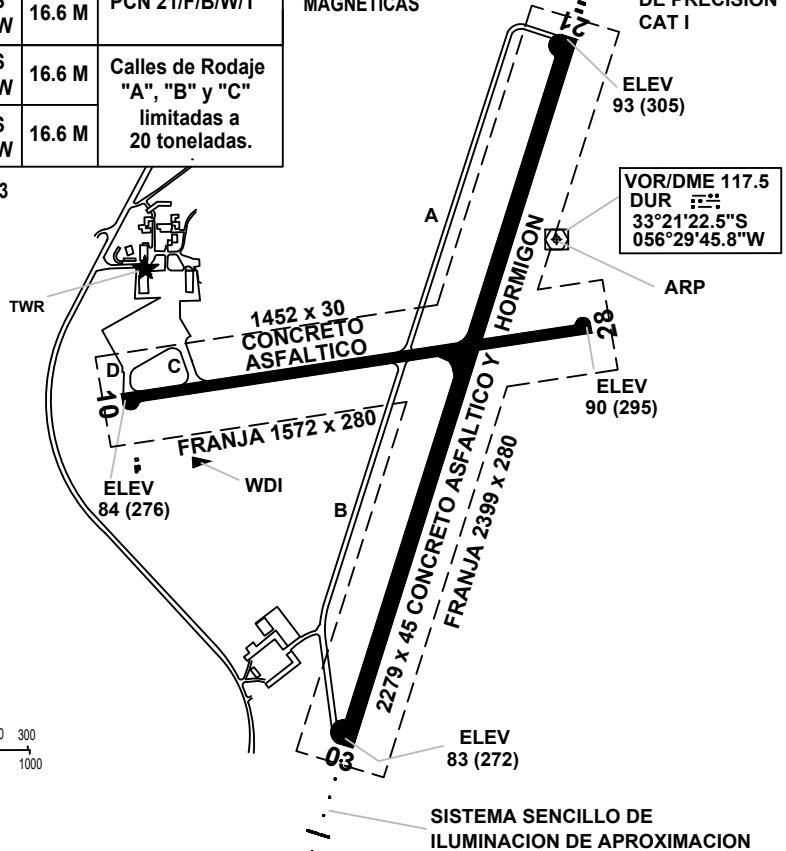 16.6 M
PCN 21/F/B/W/T
MAGNETICAS
DE PRECISION
CAT I
S
W
16.6 M
S
W
16.6 M
Calles de Rodaje
"A", "B" y "C"
limitadas a
20 toneladas.
3
21
ELEV
93 (305)
VOR/DME 117.5
DUR
33°21'22.5"S
056°29'45.8"W
ARP
A
TWR
1452 x 30
CONCRETO
ASFALTICO
D
C
10
28
ELEV
90 (295)
FRANJA 1572 x 280
WDI
ELEV
84 (276)
B
2279 x 45 CONCRETO ASFALTICO Y HORMIGON
FRANJA 2399 x 280
0 300
1000
03
ELEV
83 (272)
SISTEMA SENCILLO DE
ILUMINACION DE APROXIMACION